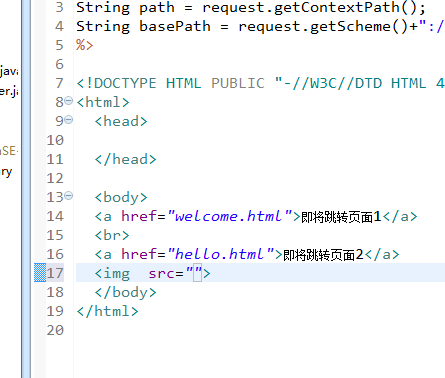 java
er.ja
SE-
ary
3 String path = request.getContextPath();
4 String basePath = request.getScheme()+":/
5 %>
6
7 <!DOCTYPE HTML PUBLIC "-//W3C//DTD HTML 4
8 <html>
9 <head>
10
11 </head>
12
13 <body>
14 <a href="welcome.html">即将跳转页面1</a>
15 <br>
16 <a href="hello.html">即将跳转页面2</a>
17 <img  src="">
18 </body>
19 </html>
20